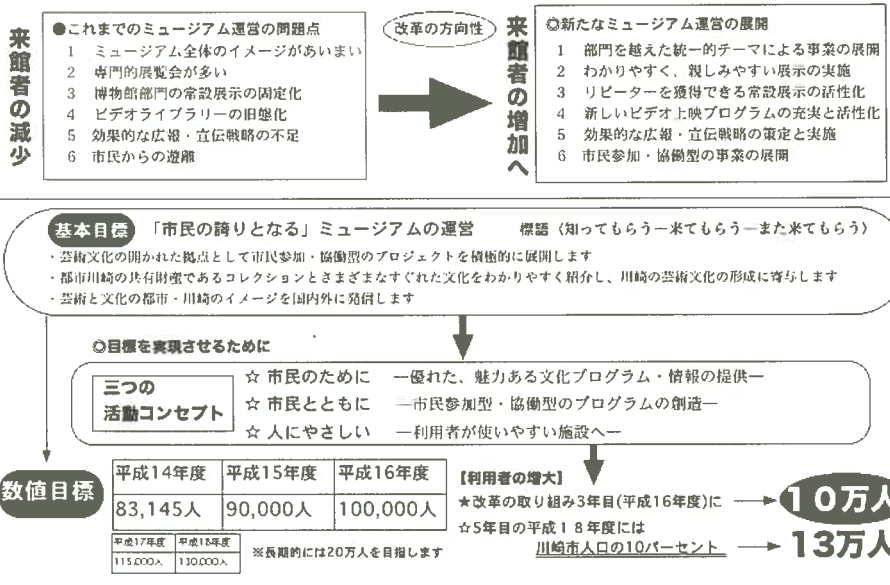 来館者の減少
●これまでのミュージアム運営の問題点
1 ミュージアム全体のイメージがあいまい
2 専門的展覧会が多い
3 博物館部門の常設展示の固定化
4 ビデオライブラリーの旧態化
5 効果的な広報・宣伝戦略の不足
6 市民からの遊離
改革の方向性
来館者の増加へ
◎新たなミュージアム運営の展開
1 部門を越えた統一的テーマによる事業の展開
2 わかりやすく、親しみやすい展示の実施
3 リピーターを獲得できる常設展示の活性化
4 新しいビデオ上映プログラムの充実と活性化
5 効果的な広報・宣伝戦略の策定と実施
6 市民参加・協働型の事業の展開
基本目標 「市民の誇りとなる」ミュージアムの運営 標語〈知ってもらう―来てもらう―また来てもらう〉
・芸術文化の開かれた拠点として市民参加・協働型のプロジェクトを積極的に展開します
・都市川崎の共有財産であるコレクションとさまざまなすぐれた文化をわかりやすく紹介し、川崎の芸術文化の形成に寄与します
・芸術と文化の都市・川崎のイメージを国内外に発信します
◎目標を実現させるために
三つの
活動コンセプト
☆ 市民のために ―優れた、魅力ある文化プログラム・情報の提供―
☆ 市民とともに ―市民参加型・協働型のプログラムの創造―
☆ 人にやさしい ―利用者が使いやすい施設へ―
数値目標
平成14年度 平成15年度 平成16年度
83,145人 90,000人 100,000人
平成17年度 平成18年度
115,000人 130,000人
※長期的には20万人を目指します
【利用者の増大】
★改革の取り組み3年目(平成16年度)に
10万人
☆5年目の平成18年度には
川崎市人口の10パーセント
13万人